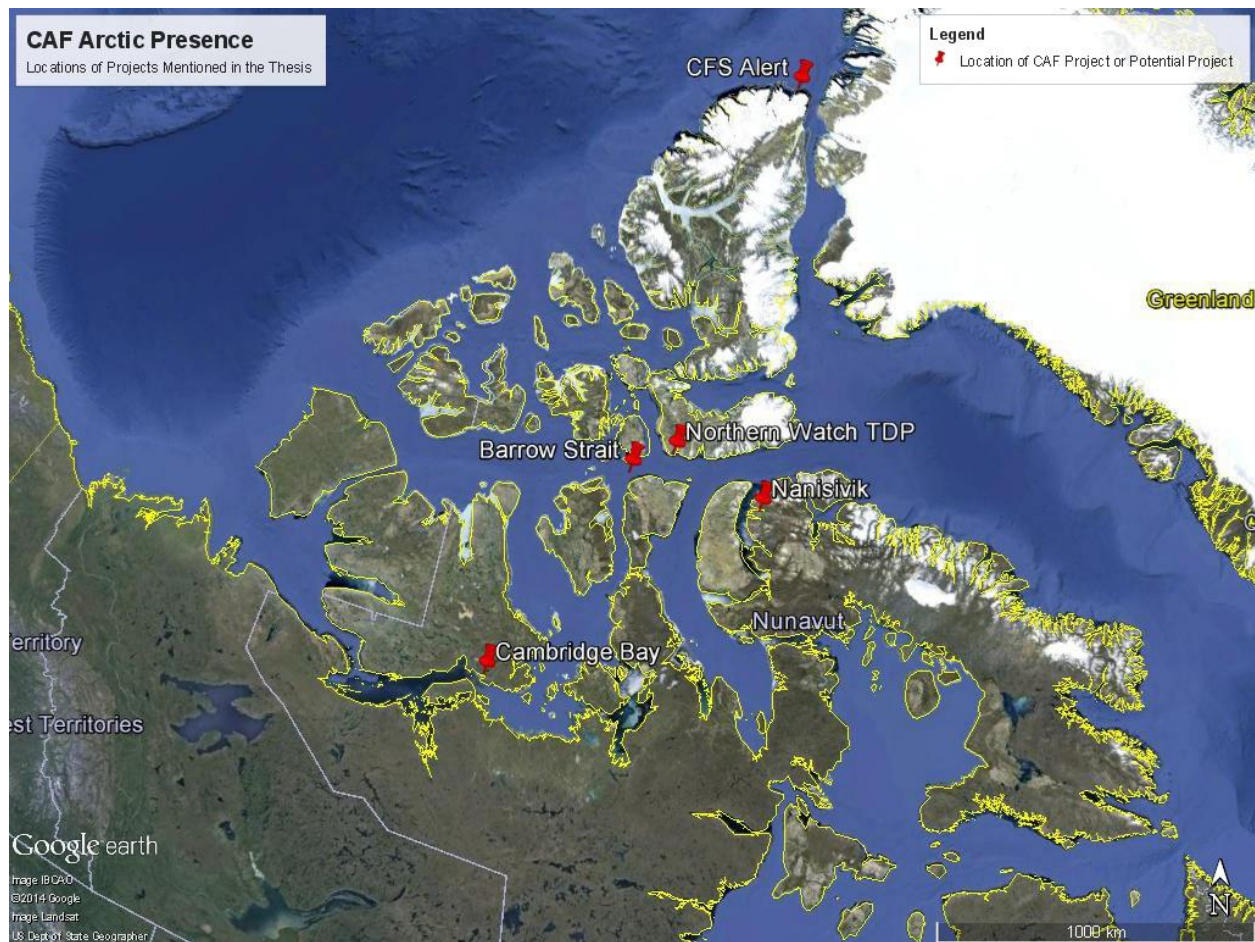 CAF Arctic Presence
Locations of Projects Mentioned in the Thesis
Legend
Location of CAF Project or Potential Project
CFS Alert
Greenland
Northern Watch TDP
Barrow Strait
Nanisivik
Nunavut
Cambridge Bay
erritory
est Territories
Google earth
Image IBCAO
©2014 Google
Image Landsat
US Dept of State Geographer
N
1000 km